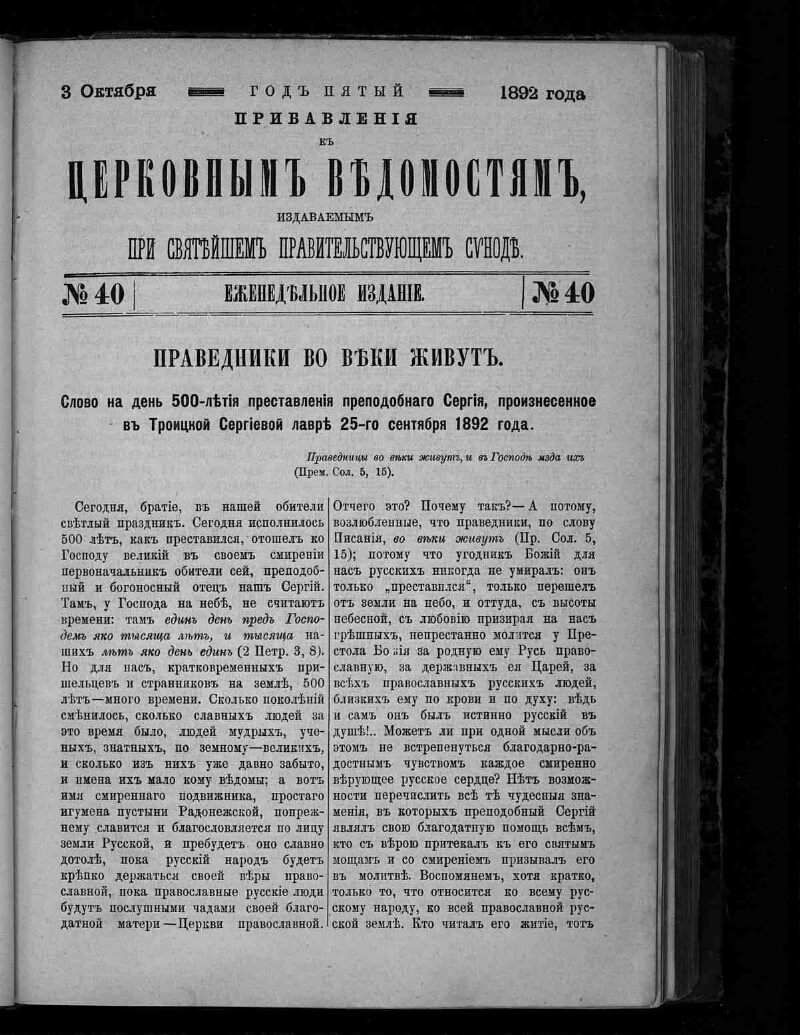 3 Октября ГОДЪ ПЯТЫЙ 1892 года
ПРИБАВЛЕНІЯ
КЪ
ЦЕРКОВНЫМЪ ВѢДОМОСТЯМЪ,
ИЗДАВАЕМЫМЪ
ПРИ СВЯТѢЙШЕМЪ ПРАВИТЕЛЬСТВУЮЩЕМЪ СѴНОДѢ.
№ 40 ЕЖЕНЕДѢЛЬНОЕ ИЗДАНІЕ. № 40
ПРАВЕДНИКИ ВО ВѢКИ ЖИВУТЪ.
Слово на день 500-лѣтія преставленія преподобнаго Сергія, произнесенное
въ Троицкой Сергіевой лаврѣ 25-го сентября 1892 года.
Праведницы во вѣки живутъ, и въ Господѣ мзда ихъ
(Прем. Сол. 5, 15).
Сегодня, братіе, въ нашей обители
свѣтлый праздникъ. Сегодня исполнилось
500 лѣтъ, какъ преставился, отошелъ ко
Господу великій въ своемъ смиреніи
первоначальникъ обители сей, преподоб-
ный и богоносный отецъ нашъ Сергій.
Тамъ, у Господа на небѣ, не считаютъ
времени: тамъ единъ день предъ Госпо-
демъ яко тысяща лѣтъ, и тысяща на-
шихъ лѣтъ яко день единъ (2 Петр. 3, 8).
Но для насъ, кратковременныхъ при-
шельцевъ и странниковъ на землѣ, 500
лѣтъ—много времени. Сколько поколѣній
смѣнилось, сколько славныхъ людей за
это время было, людей мудрыхъ, уче-
ныхъ, знатныхъ, по земному—великихъ,
и сколько изъ нихъ уже давно забыто,
и имена ихъ мало кому вѣдомы; а вотъ
имя смиреннаго подвижника, простаго
игумена пустыни Радонежской, попреж-
нему славится и благословляется по лицу
земли Русской, и пребудетъ оно славно
дотолѣ, пока русскій народъ будетъ
крѣпко держаться своей вѣры право-
славной, пока православные русскіе люди
будутъ послушными чадами своей благо-
датной матери—Церкви православной.
Отчего это? Почему такъ?—А потому,
возлюбленные, что праведники, по слову
Писанія, во вѣки живутъ (Пр. Сол. 5,
15); потому что угодникъ Божій для
насъ русскихъ никогда не умиралъ: онъ
только „преставился“, только перешелъ
отъ земли на небо, и оттуда, съ высоты
небесной, съ любовію призирая на насъ
грѣшныхъ, непрестанно молится у Пре-
стола Божія за родную ему Русь право-
славную, за державныхъ ея Царей, за
всѣхъ православныхъ русскихъ людей,
близкихъ ему по крови и по духу: вѣдь
и самъ онъ былъ истинно русскій въ
душѣ!.. Можетъ ли при одной мысли объ
этомъ не встрепенуться благодарно-ра-
достнымъ чувствомъ каждое смиренно
вѣрующее русское сердце? Нѣтъ возмож-
ности перечислить всѣ тѣ чудесныя зна-
менія, въ которыхъ преподобный Сергій
являлъ свою благодатную помощь всѣмъ,
кто съ вѣрою притекалъ къ его святымъ
мощамъ и со смиреніемъ призывалъ его
въ молитвѣ. Воспомянемъ, хотя кратко,
только то, что относится ко всему рус-
скому народу, ко всей православной рус-
ской землѣ. Кто читалъ его житіе, тотъ